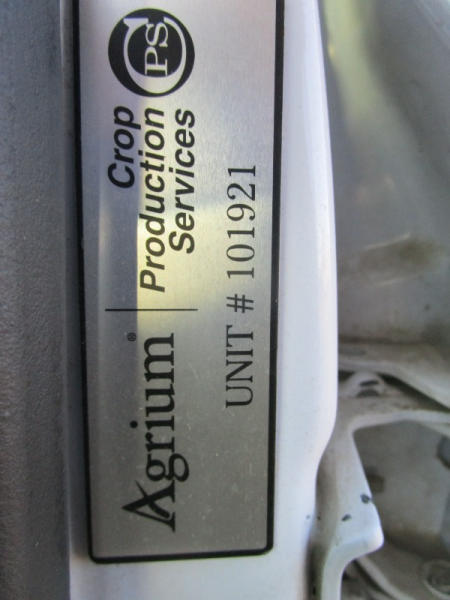 Agrium®
Crop
Production
Services
CPS
UNIT # 101921